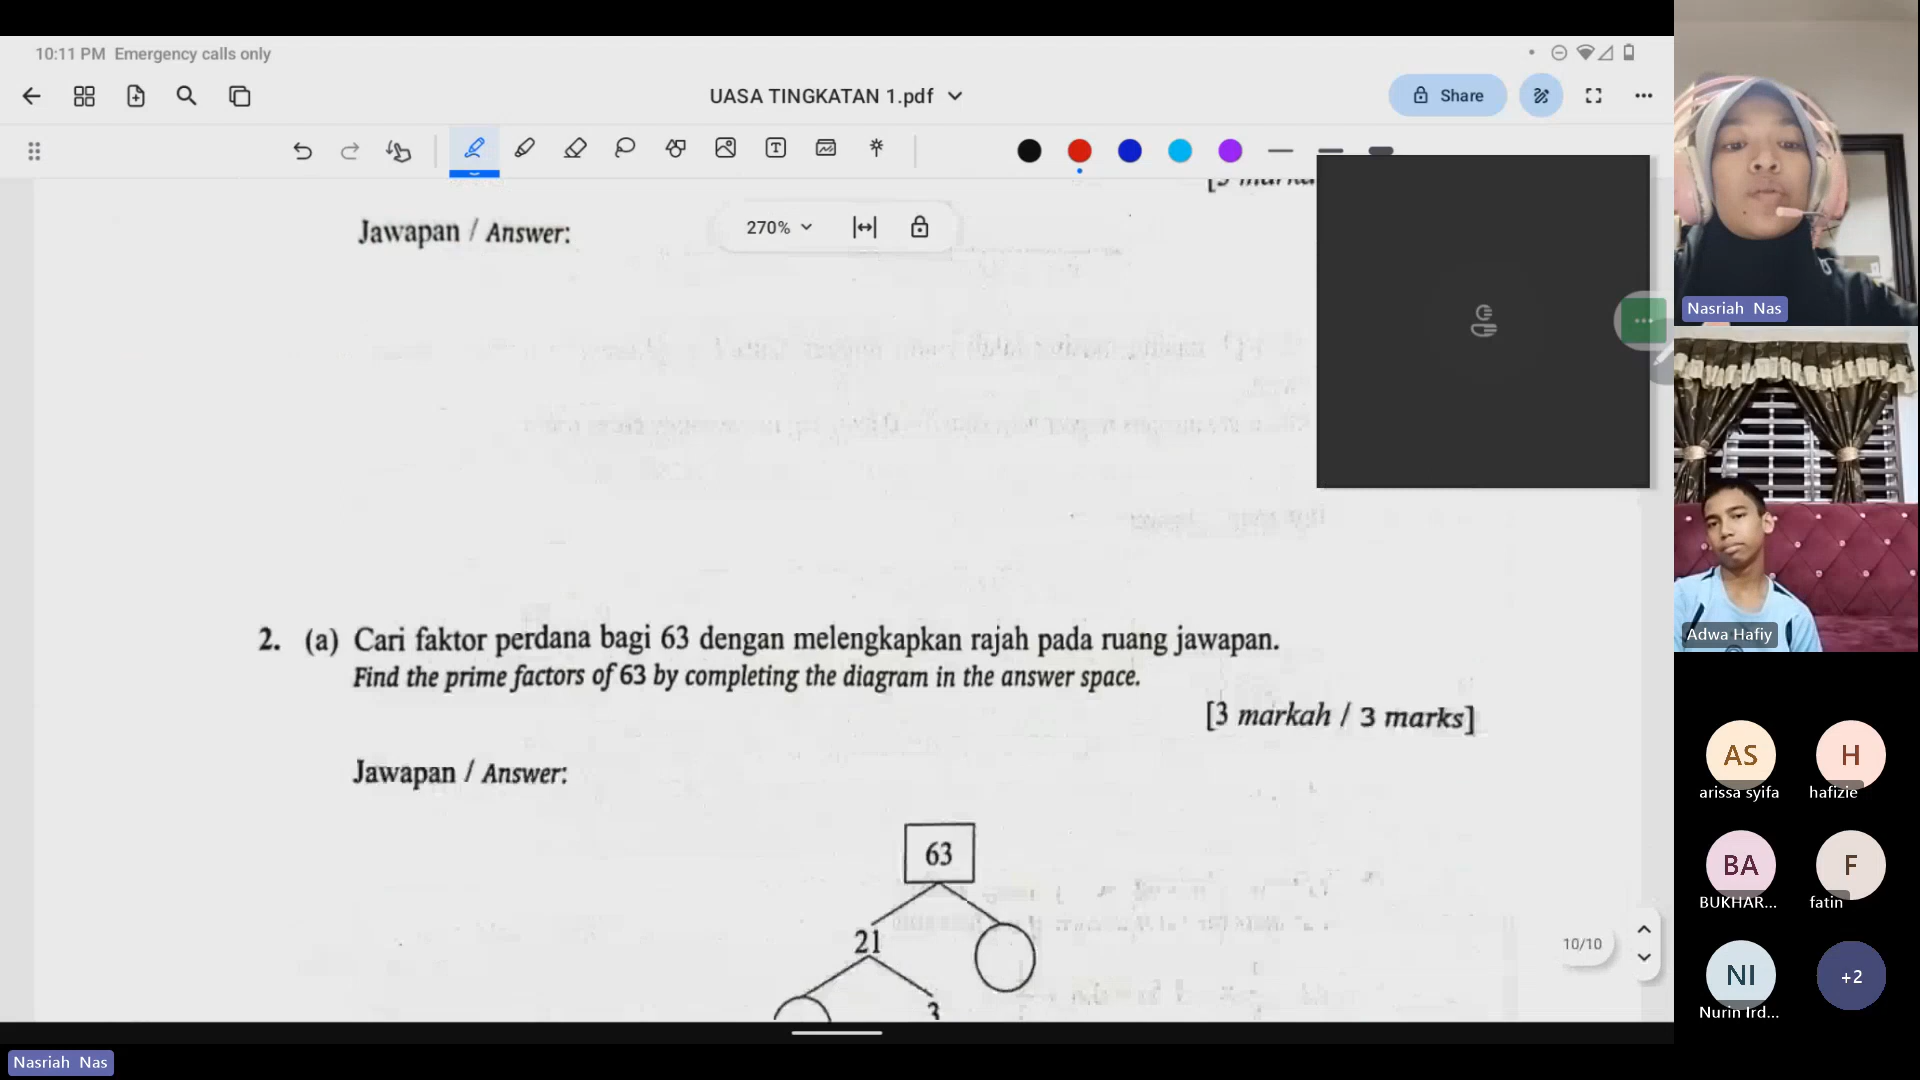 10:11 PM Emergency calls only
UASA TINGKATAN 1.pdf
Share
270%
Jawapan / Answer:
2. (a) Cari faktor perdana bagi 63 dengan melengkapkan rajah pada ruang jawapan.
Find the prime factors of 63 by completing the diagram in the answer space.
[3 markah / 3 marks]
Jawapan / Answer:
63
21
3
10/10
Nasriah Nas
Adwa Hafiy
AS
arissa syifa
H
hafizie
BA
BUKHAR...
F
fatin
NI
Nurin Ird...
+2
Nasriah Nas